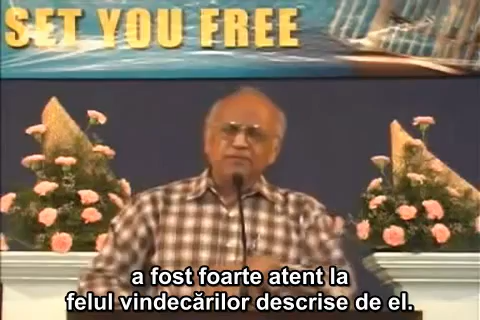 SET YOU FREE
a fost foarte atent la
felul vindecărilor descrise de el.